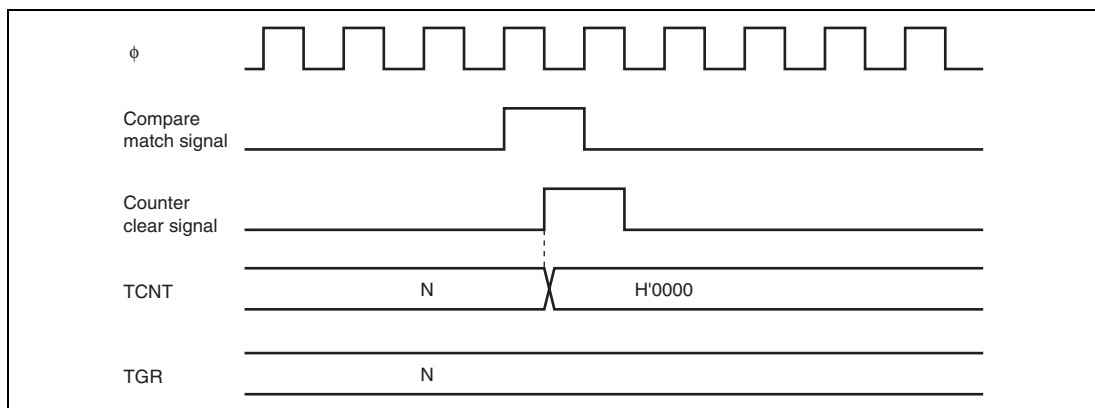 ϕ
Compare
match signal
Counter
clear signal
TCNT N H'0000
TGR N